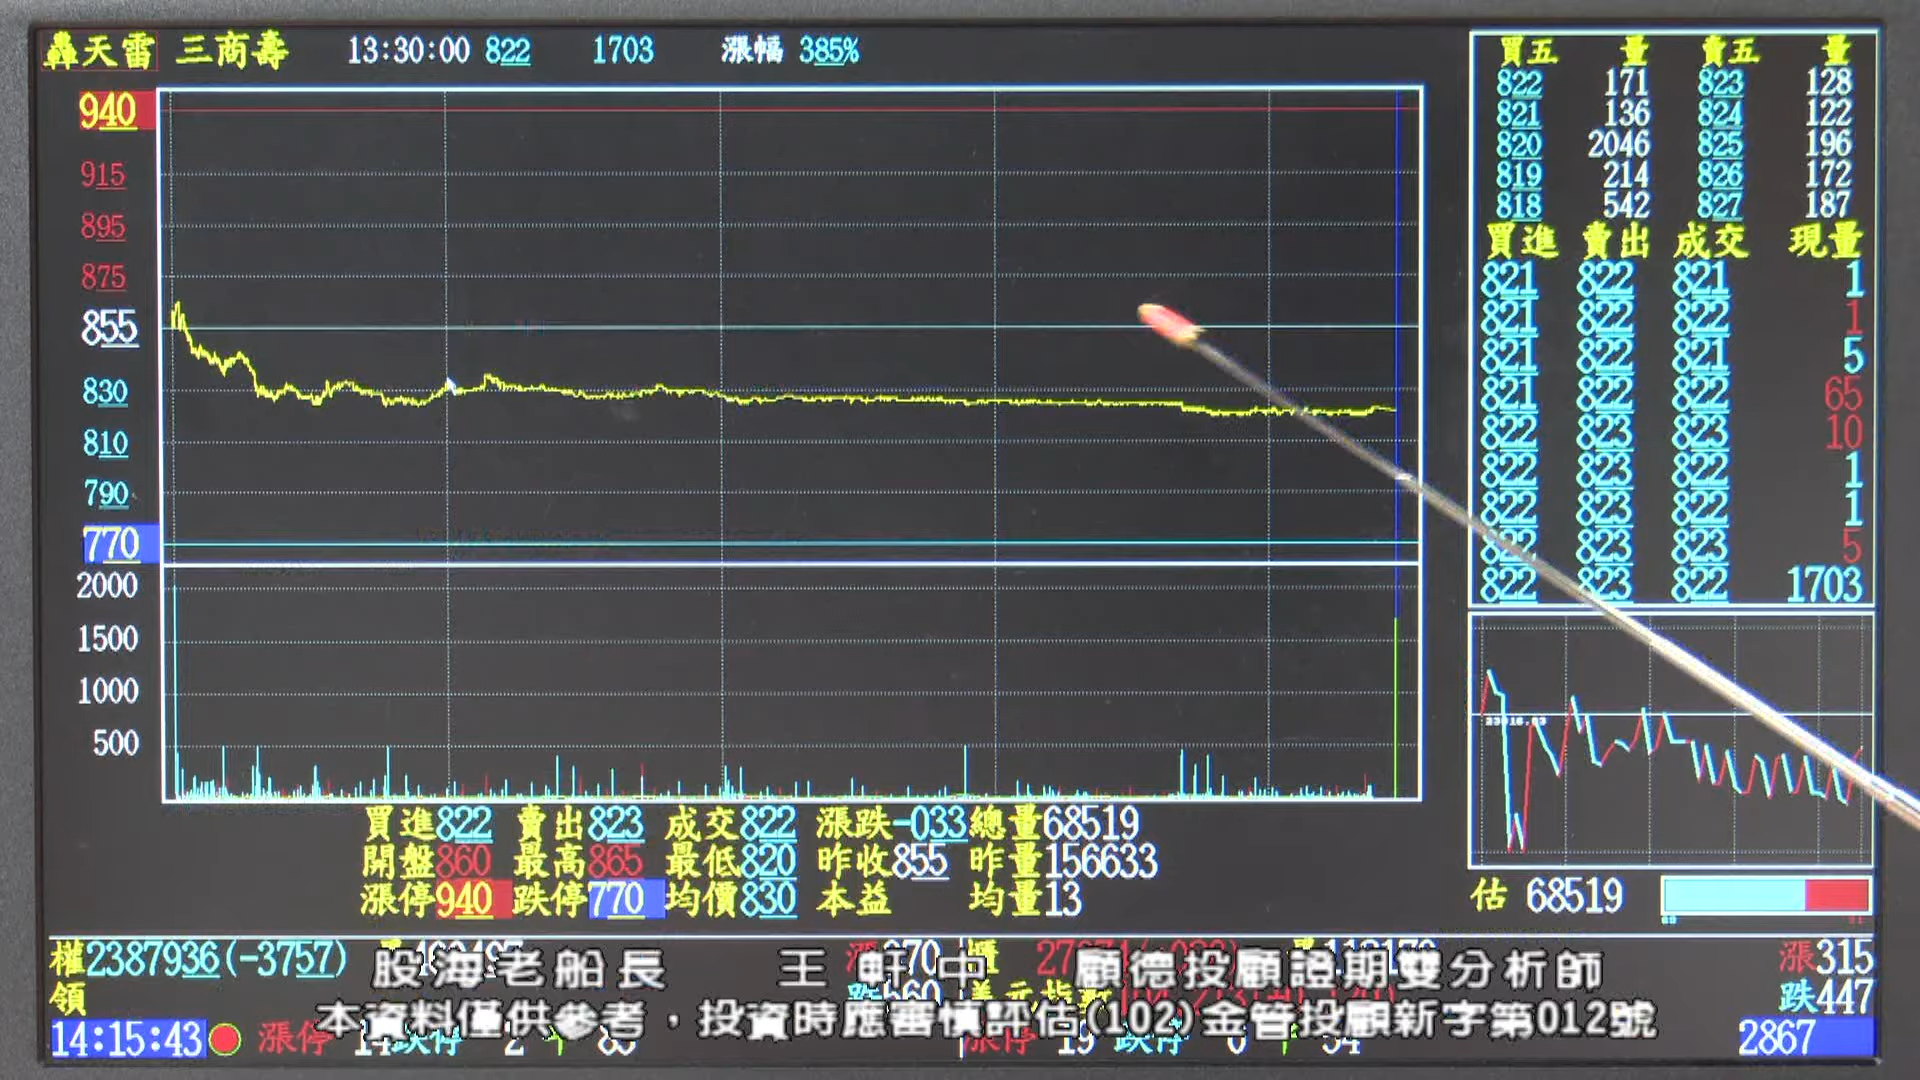 轟天雷 三商壽 13:30:00 822 1703 漲幅 385%
940
915
895
875
855
830
810
790
770
2000
1500
1000
500
買五 量 賣五 量
822 171 823 128
821 136 824 122
820 2046 825 196
819 214 826 172
818 542 827 187
買進 賣出 成交 現量
821 822 821 1
821 822 822 1
821 822 821 5
821 822 822 65
822 823 823 10
822 823 822 1
822 823 822 1
822 823 823 5
822 823 822 1703
估 68519
買進822 賣出823 成交822 漲跌-033 總量68519
開盤860 最高865 最低820 昨收855 昨量156633
漲停940 跌停770 均價830 本益 均量13
權2387936(-3757) 漲315
領 跌447
股海老船長 王軒中 顧德投顧證期雙分析師
本資料僅供參考，投資時應審慎評估(102)金管投顧新字第012號
14:15:43 漲停 跌停 漲停 19 跌停 2867